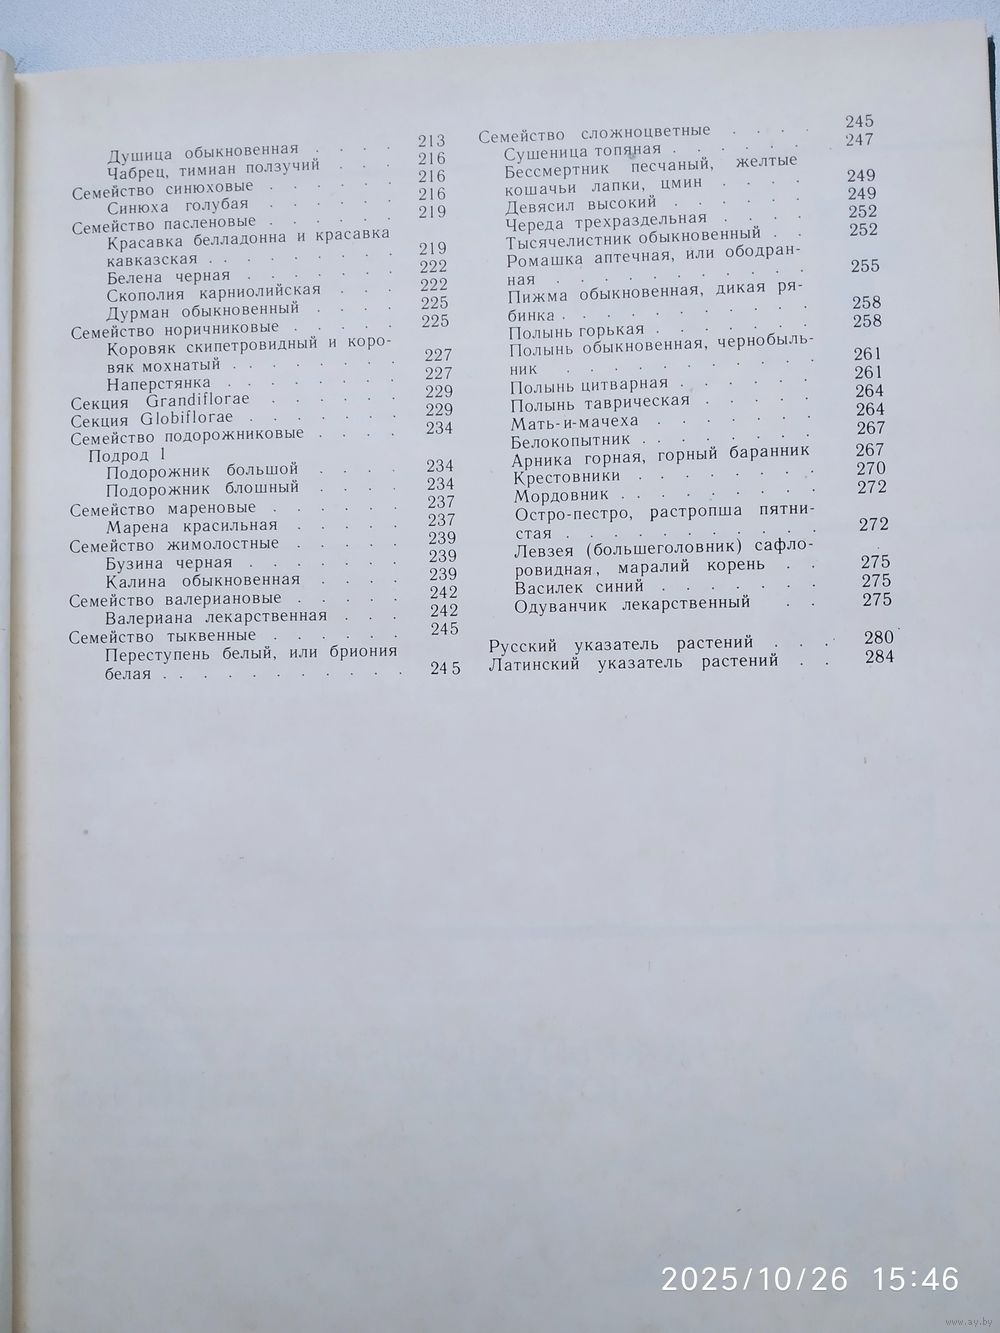 Душица обыкновенная . . . . 213
Чабрец, тимиан ползучий . . . 216
Семейство синюховые . . . . . . 216
Синюха голубая . . . . . . 216
Семейство пасленовые . . . . . . 219
Красавка белладонна и красавка
кавказская . . . . . . . . . 219
Белена черная . . . . . . . 222
Скополия карниолийская . . . 222
Дурман обыкновенный . . . . 225
Семейство норичниковые . . . . . 225
Коровяк скипетровидный и коро-
вяк мохнатый . . . . . . . . 227
Наперстянка . . . . . . . . 227
Секция Grandiflorae . . . . . . 229
Секция Globiflorae . . . . . . . 229
Семейство подорожниковые . . . . 234
Подрод 1
Подорожник большой . . . . 234
Подорожник блошный . . . . 234
Семейство мареновые . . . . . . 237
Марена красильная . . . . . 237
Семейство жимолостные . . . . . 239
Бузина черная . . . . . . . 239
Калина обыкновенная . . . . 239
Семейство валериановые . . . . . 242
Валериана лекарственная . . . 242
Семейство тыквенные . . . . . . 245
Переступень белый, или бриония
белая . . . . . . . . . . . 245
Семейство сложноцветные . . . . 245
Сушеница топяная . . . . . . . 247
Бессмертник песчаный, желтые
кошачьи лапки, цмин . . . . 249
Девясил высокий . . . . . . 249
Череда трехраздельная . . . . 252
Тысячелистник обыкновенный . . 252
Ромашка аптечная, или ободран-
ная . . . . . . . . . . . 255
Пижма обыкновенная, дикая ря-
бинка . . . . . . . . . . . 258
Полынь горькая . . . . . . . 258
Полынь обыкновенная, чернобыль-
ник . . . . . . . . . . . 261
Полынь цитварная . . . . . . 261
Полынь таврическая . . . . . 264
Мать-и-мачеха . . . . . . . 264
Белокопытник . . . . . . . . 267
Арника горная, горный баранник 267
Крестовники . . . . . . . . 270
Мордовник . . . . . . . . . 272
Остро-пестро, растропша пятни-
стая . . . . . . . . . . . 272
Левзея (большеголовник) сафло-
ровидная, маралий корень . . 275
Василек синий . . . . . . . 275
Одуванчик лекарственный . . 275
Русский указатель растений . . . 280
Латинский указатель растений . . 284
2025/10/26 15:46
www.ay.by